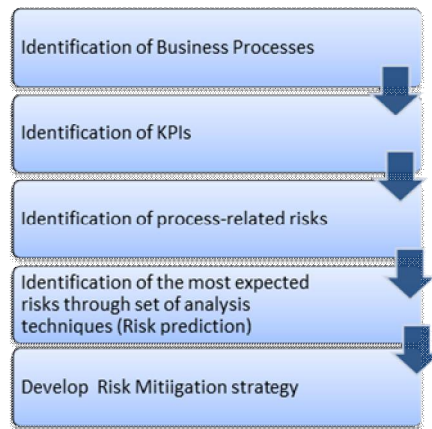 Identification of Business Processes
Identification of KPIs
Identification of process-related risks
Identification of the most expected
risks through set of analysis
techniques (Risk prediction)
Develop Risk Mitiigation strategy